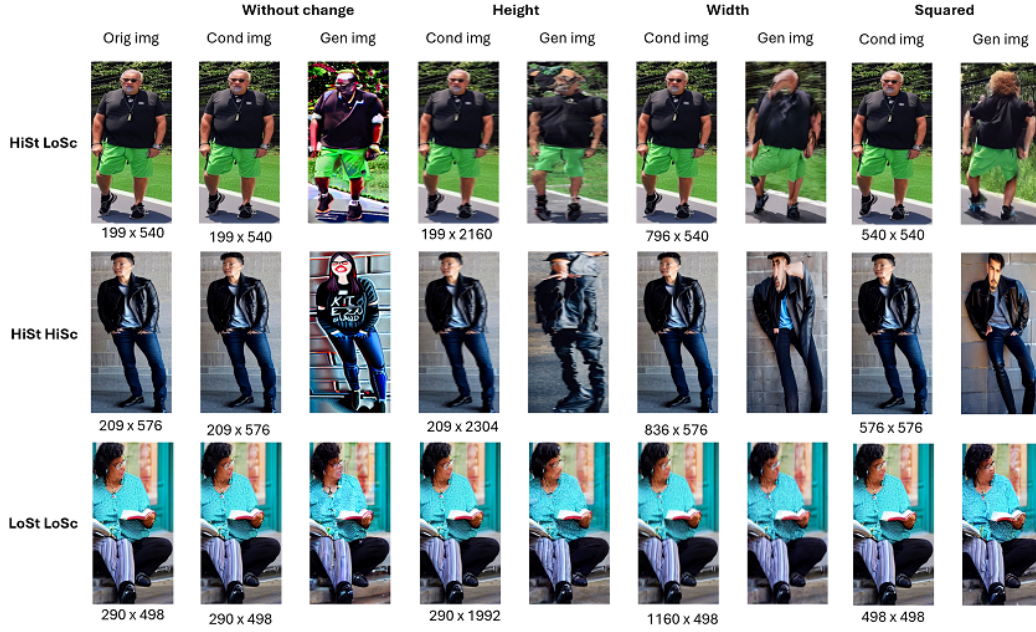 Without change Height Width Squared
Orig img Cond img Gen img Cond img Gen img Cond img Gen img Cond img Gen img
HiSt LoSc
199 x 540 199 x 540 199 x 2160 796 x 540 540 x 540
HiSt HiSc
209 x 576 209 x 576 209 x 2304 836 x 576 576 x 576
LoSt LoSc
290 x 498 290 x 498 290 x 1992 1160 x 498 498 x 498